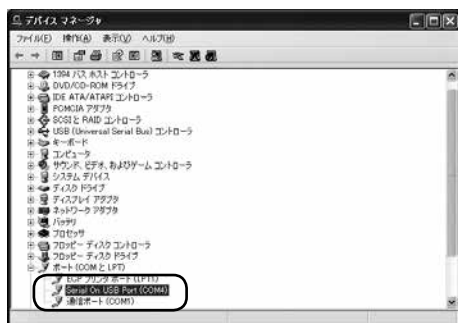 デバイス マネージャ
ファイル(F) 操作(A) 表示(V) ヘルプ(H)
1394 バス ホスト コントローラ
DVD/CD-ROM ドライブ
IDE ATA/ATAPI コントローラ
PCMCIA アダプタ
SCSI と RAID コントローラ
USB (Universal Serial Bus) コントローラ
キーボード
コンピュータ
サウンド、ビデオ、およびゲーム コントローラ
システム デバイス
ディスク ドライブ
ディスプレイ アダプタ
ネットワーク アダプタ
バッテリ
プロセッサ
フロッピー ディスク コントローラ
フロッピー ディスク ドライブ
ポート (COM と LPT)
ECP プリンタ ポート (LPT1)
Serial On USB Port (COM4)
通信ポート (COM1)